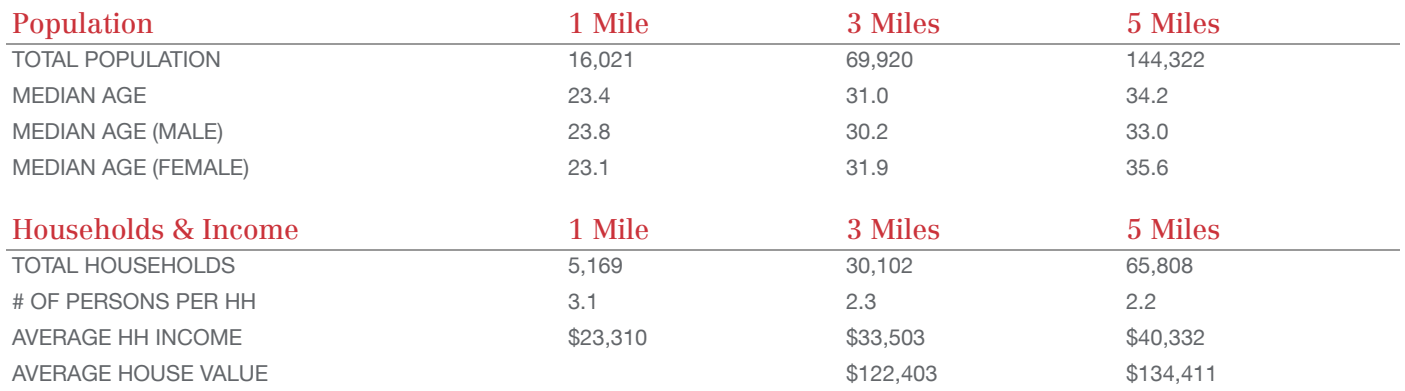 Population 1 Mile 3 Miles 5 Miles
TOTAL POPULATION 16,021 69,920 144,322
MEDIAN AGE 23.4 31.0 34.2
MEDIAN AGE (MALE) 23.8 30.2 33.0
MEDIAN AGE (FEMALE) 23.1 31.9 35.6
Households & Income 1 Mile 3 Miles 5 Miles
TOTAL HOUSEHOLDS 5,169 30,102 65,808
# OF PERSONS PER HH 3.1 2.3 2.2
AVERAGE HH INCOME $23,310 $33,503 $40,332
AVERAGE HOUSE VALUE $122,403 $134,411